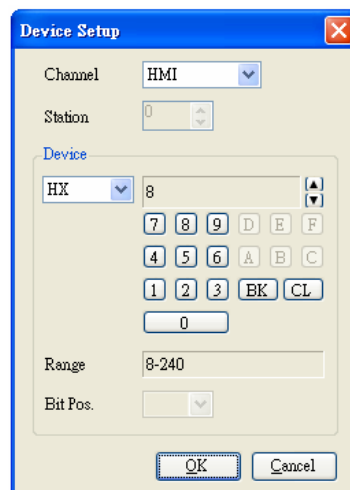 Device Setup
Channel HMI
Station 0
Device
HX 8
7 8 9 D E F
4 5 6 A B C
1 2 3 BK CL
0
Range 8-240
Bit Pos.
OK Cancel